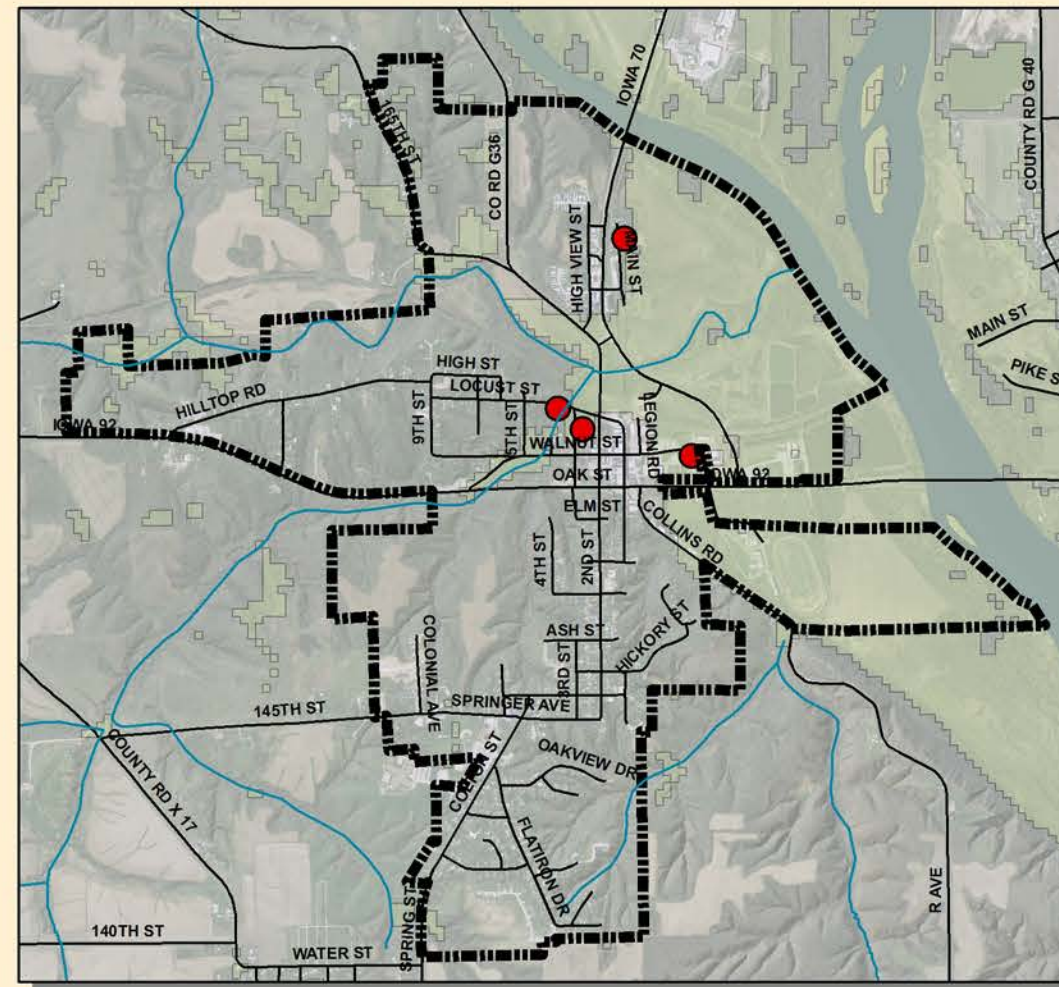 IOWA 70
COUNTY RD G 40
165TH ST
CO RD G36
HIGH VIEW ST
MAIN ST
MAIN ST
PIKE S
HIGH ST
LOCUST ST
HILLTOP RD
9TH ST
5TH ST
LEGION RD
IOWA 92
WALNUT ST
OAK ST
IOWA 92
ELM ST
COLLINS RD
4TH ST
2ND ST
HICKORY ST
ASH ST
COLONIAL AVE
3RD ST
SPRINGER AVE
145TH ST
OAKVIEW DR
COLTON ST
COUNTY RD X 17
FLATIRON DR
R AVE
SPRING ST
140TH ST
WATER ST